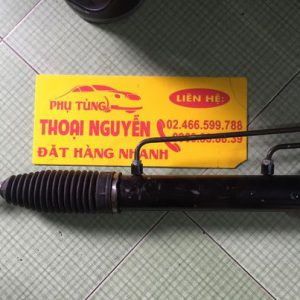 PHỤ TÙNG
LIÊN HỆ:
THOẠI NGUYỄN
02.466.599.788
ĐẶT HÀNG NHANH